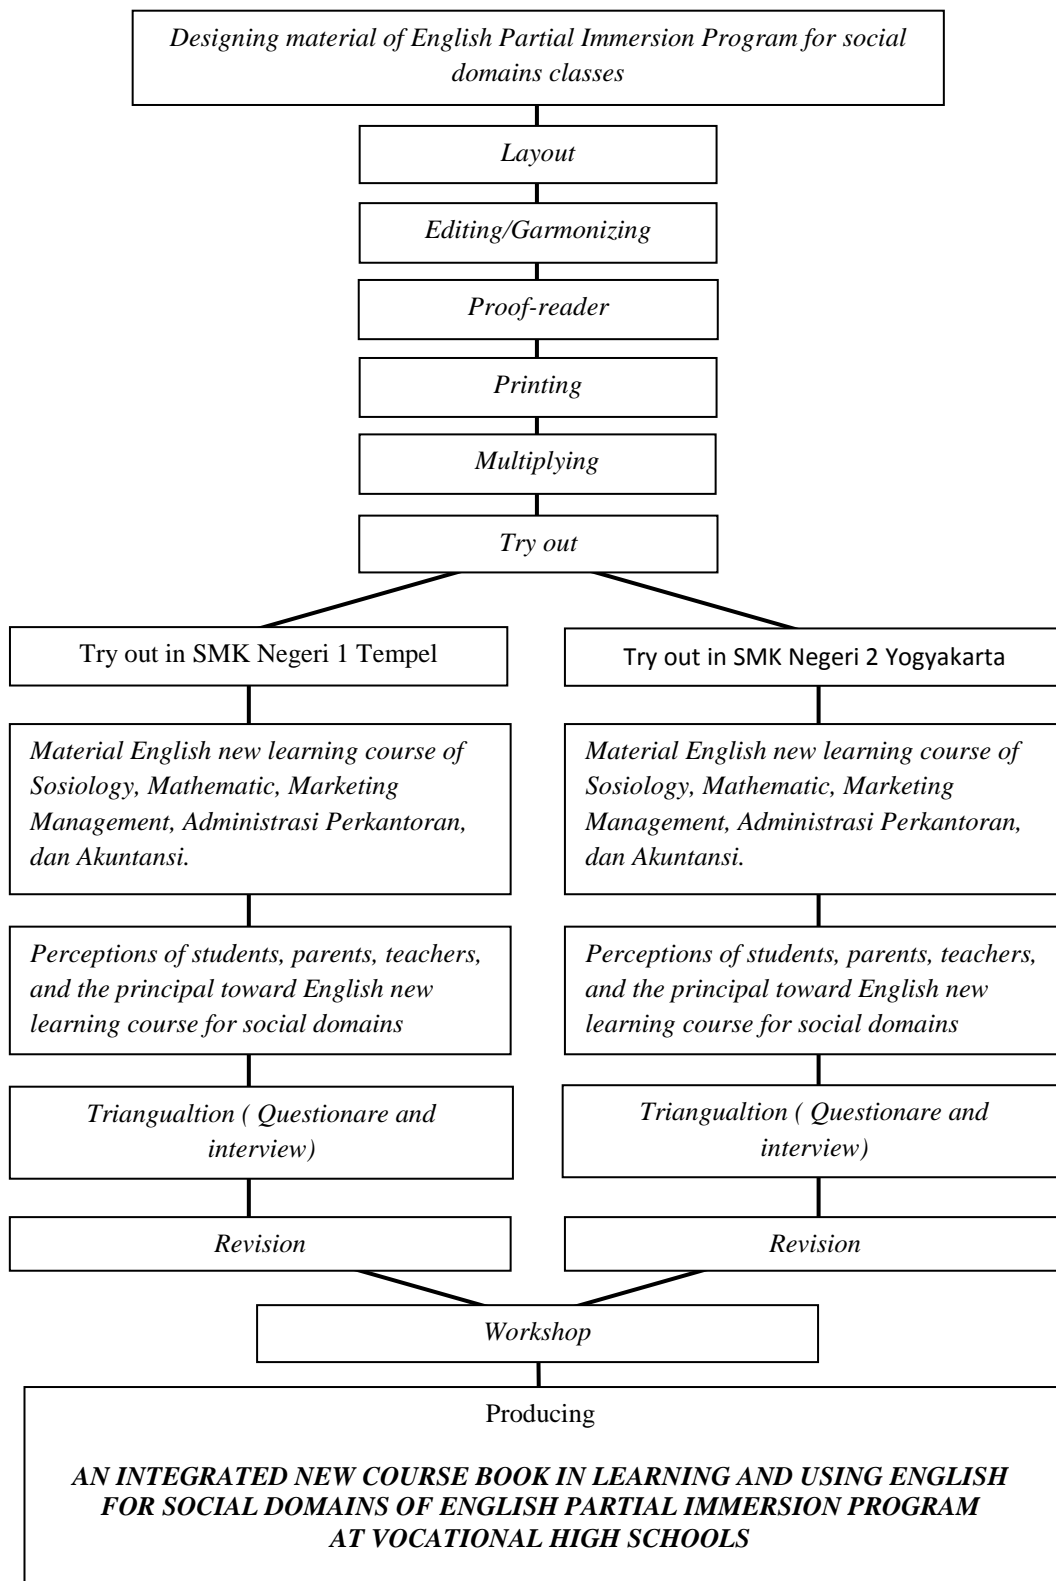 Designing material of English Partial Immersion Program for social
domains classes
Layout
Editing/Garmonizing
Proof-reader
Printing
Multiplying
Try out
Try out in SMK Negeri 1 Tempel
Material English new learning course of
Sosiology, Mathematic, Marketing
Management, Administrasi Perkantoran,
dan Akuntansi.
Perceptions of students, parents, teachers,
and the principal toward English new
learning course for social domains
Triangualtion ( Questionare and
interview)
Revision
Try out in SMK Negeri 2 Yogyakarta
Material English new learning course of
Sosiology, Mathematic, Marketing
Management, Administrasi Perkantoran,
dan Akuntansi.
Perceptions of students, parents, teachers,
and the principal toward English new
learning course for social domains
Triangualtion ( Questionare and
interview)
Revision
Workshop
Producing
AN INTEGRATED NEW COURSE BOOK IN LEARNING AND USING ENGLISH
FOR SOCIAL DOMAINS OF ENGLISH PARTIAL IMMERSION PROGRAM
AT VOCATIONAL HIGH SCHOOLS